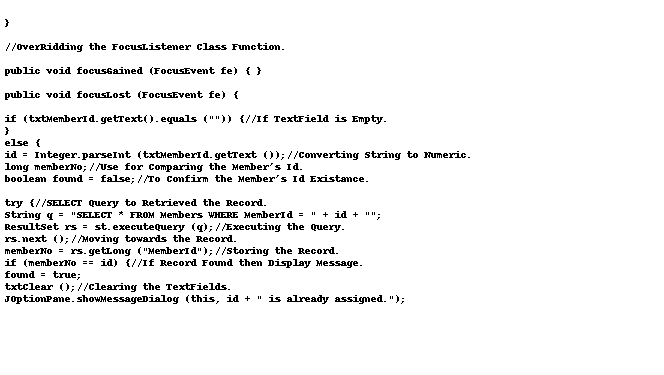 }
//OverRidding the FocusListener Class Function.
public void focusGained (FocusEvent fe) { }
public void focusLost (FocusEvent fe) {
if (txtMemberId.getText().equals ("")) {//If TextField is Empty.
}
else {
id = Integer.parseInt (txtMemberId.getText ());//Converting String to Numeric.
long memberNo;//Use for Comparing the Member's Id.
boolean found = false;//To Confirm the Member's Id Existance.
try {//SELECT Query to Retrieved the Record.
String q = "SELECT * FROM Members WHERE MemberId = " + id + "";
ResultSet rs = st.executeQuery (q);//Executing the Query.
rs.next ();//Moving towards the Record.
memberNo = rs.getLong ("MemberId");//Storing the Record.
if (memberNo == id) {//If Record Found then Display Message.
found = true;
txtClear ();//Clearing the TextFields.
JOptionPane.showMessageDialog (this, id + " is already assigned.");